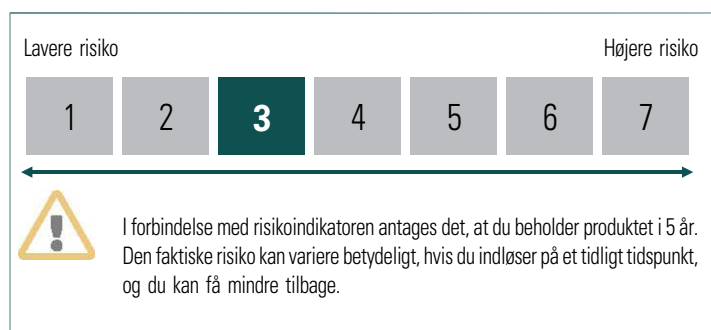 Lavere risiko Højere risiko
1 2 3 4 5 6 7
I forbindelse med risikoindikatoren antages det, at du beholder produktet i 5 år.
Den faktiske risiko kan variere betydeligt, hvis du indløser på et tidligt tidspunkt,
og du kan få mindre tilbage.